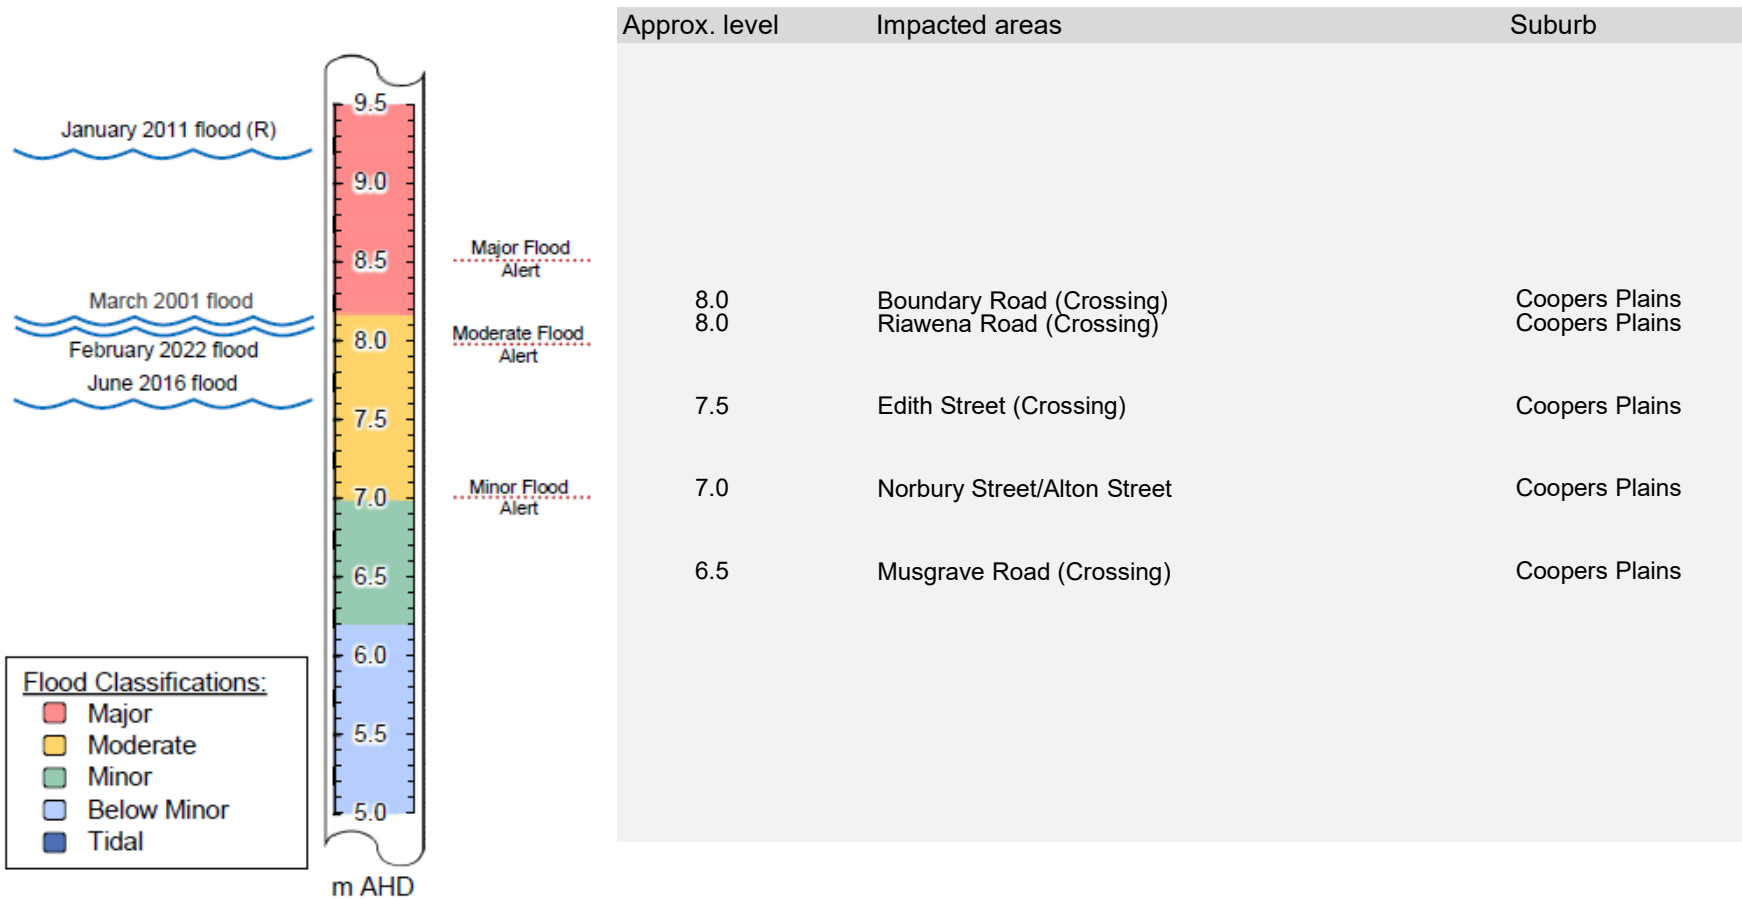 Approx. level Impacted areas Suburb
January 2011 flood (R)
March 2001 flood
February 2022 flood
June 2016 flood
9.5
9.0
8.5
8.0
7.5
7.0
6.5
6.0
5.5
5.0
m AHD
Major Flood
Alert
Moderate Flood
Alert
Minor Flood
Alert
8.0 Boundary Road (Crossing) Coopers Plains
8.0 Riawena Road (Crossing) Coopers Plains
7.5 Edith Street (Crossing) Coopers Plains
7.0 Norbury Street/Alton Street Coopers Plains
6.5 Musgrave Road (Crossing) Coopers Plains
Flood Classifications:
Major
Moderate
Minor
Below Minor
Tidal